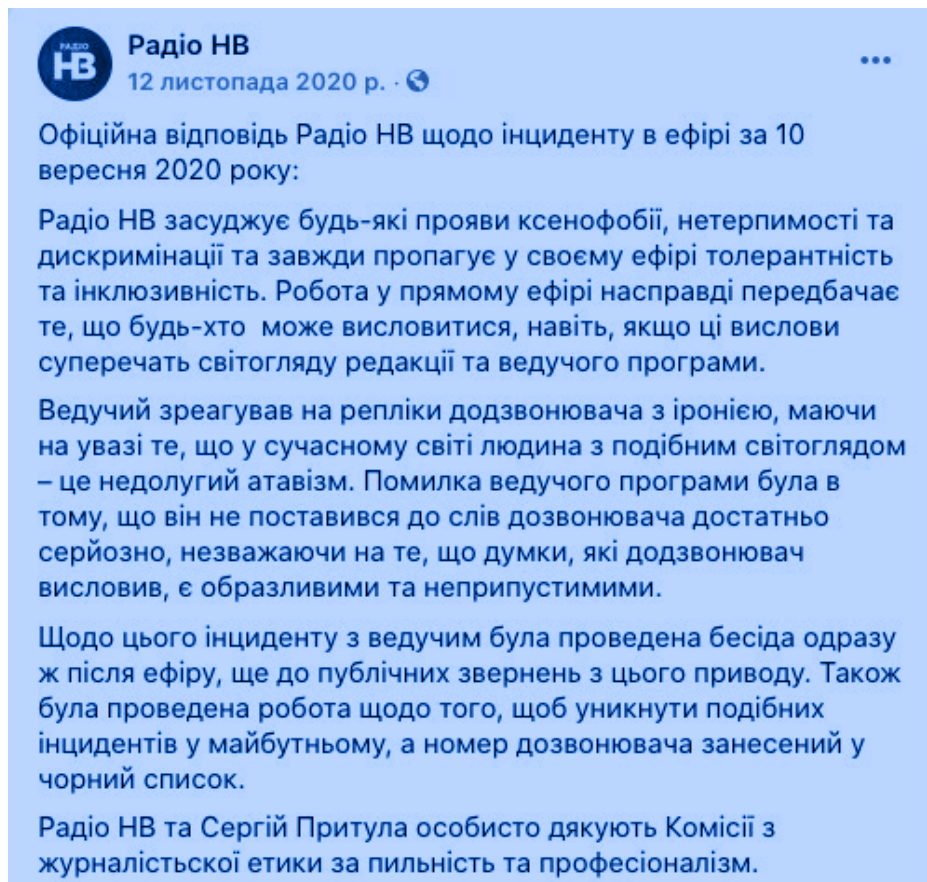 РАДІО
НВ
Радіо НВ
12 листопада 2020 р. ·
Офіційна відповідь Радіо НВ щодо інциденту в ефірі за 10
вересня 2020 року:
Радіо НВ засуджує будь-які прояви ксенофобії, нетерпимості та
дискримінації та завжди пропагує у своєму ефірі толерантність
та інклюзивність. Робота у прямому ефірі насправді передбачає
те, що будь-хто  може висловитися, навіть, якщо ці вислови
суперечать світогляду редакції та ведучого програми.
Ведучий зреагував на репліки додзвонювача з іронією, маючи
на увазі те, що у сучасному світі людина з подібним світоглядом
– це недолугий атавізм. Помилка ведучого програми була в
тому, що він не поставився до слів дозвонювача достатньо
серйозно, незважаючи на те, що думки, які додзвонювач
висловив, є образливими та неприпустимими.
Щодо цього інциденту з ведучим була проведена бесіда одразу
ж після ефіру, ще до публічних звернень з цього приводу. Також
була проведена робота щодо того, щоб уникнути подібних
інцидентів у майбутньому, а номер дозвонювача занесений у
чорний список.
Радіо НВ та Сергій Притула особисто дякують Комісії з
журналістьскої етики за пильність та професіоналізм.